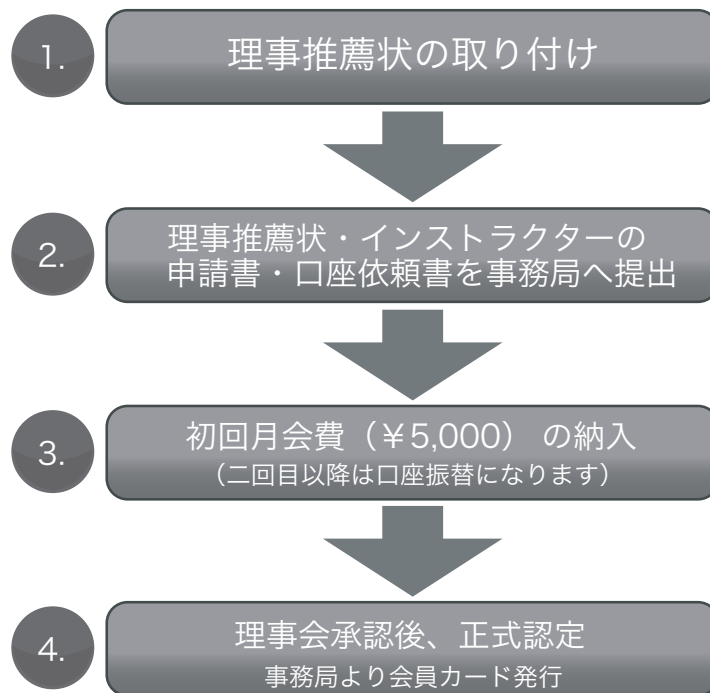 1.
理事推薦状の取り付け
2.
理事推薦状・インストラクターの
申請書・口座依頼書を事務局へ提出
3.
初回月会費（￥5,000） の納入
（二回目以降は口座振替になります）
4.
理事会承認後、正式認定
事務局より会員カード発行